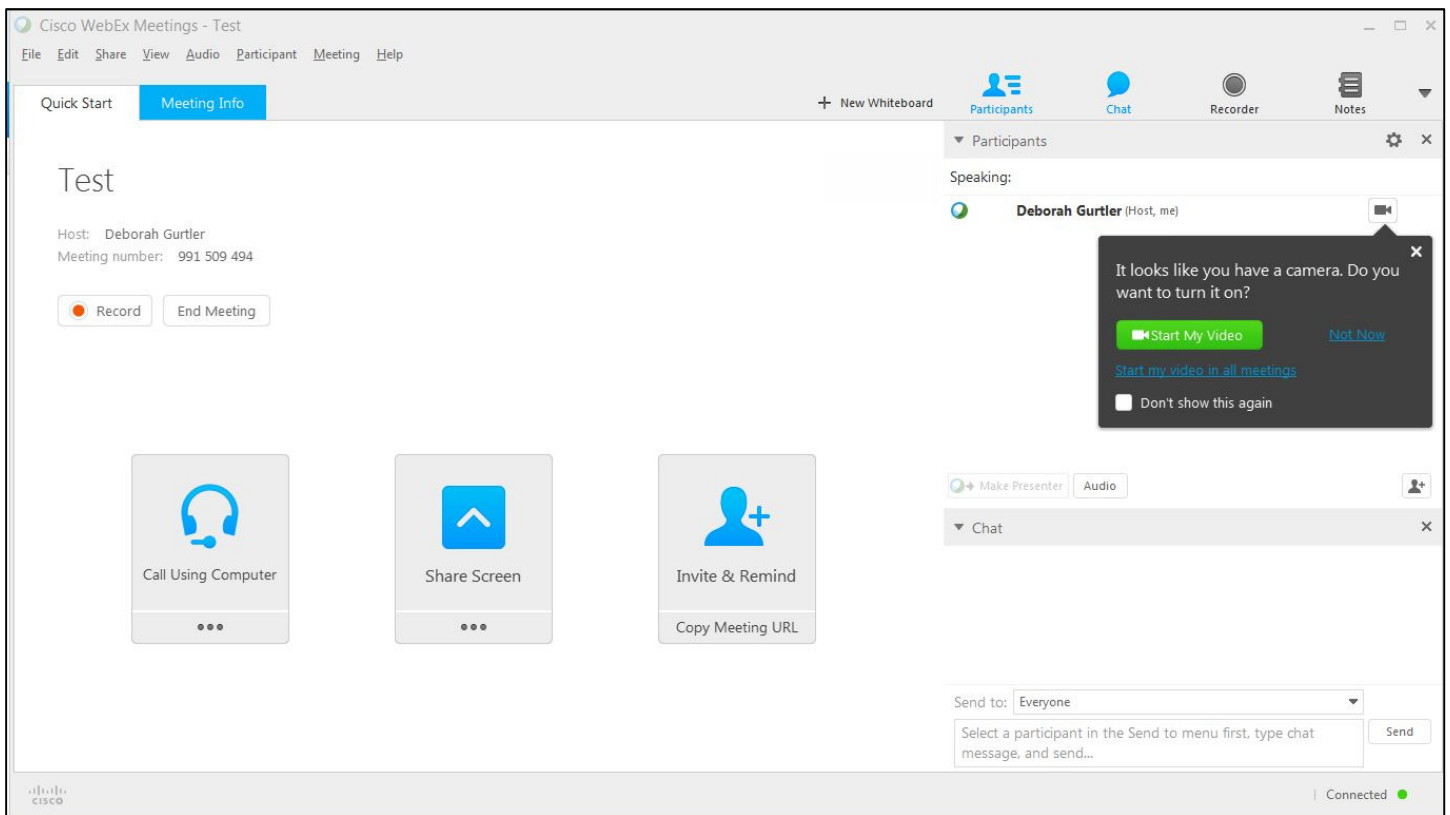 Cisco WebEx Meetings - Test
File Edit Share View Audio Participant Meeting Help
Quick Start
Meeting Info
+ New Whiteboard
Participants
Chat
Recorder
Notes
Test
Host: Deborah Gurtler
Meeting number: 991 509 494
Record
End Meeting
Call Using Computer
Share Screen
Invite & Remind
Copy Meeting URL
Participants
Speaking:
Deborah Gurtler (Host, me)
It looks like you have a camera. Do you
want to turn it on?
Start My Video
Not Now
Start my video in all meetings
Don't show this again
Make Presenter
Audio
Chat
Send to: Everyone
Select a participant in the Send to menu first, type chat
message, and send...
Send
cisco
Connected